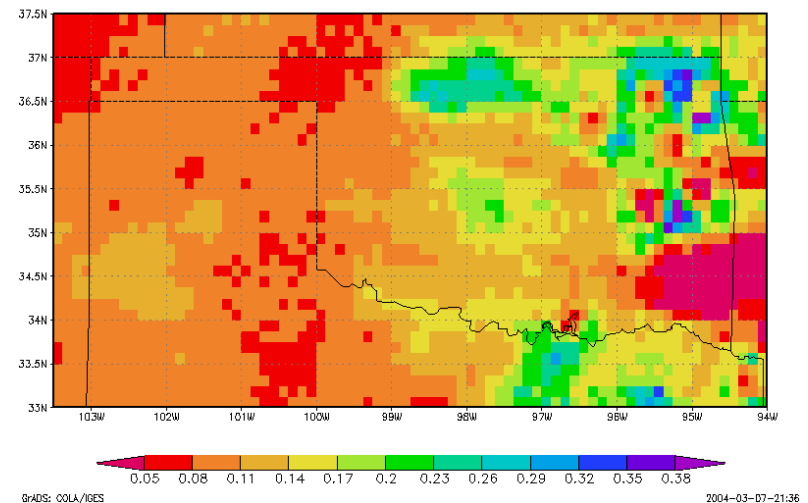 37.5N
37N
36.5N
36N
35.5N
35N
34.5N
34N
33.5N
33N
103W 102W 101W 100W 99W 98W 97W 96W 95W 94W
0.05 0.08 0.11 0.14 0.17 0.2 0.23 0.26 0.29 0.32 0.35 0.38
GrADS: COLA/IGES 2004-03-07-21:36